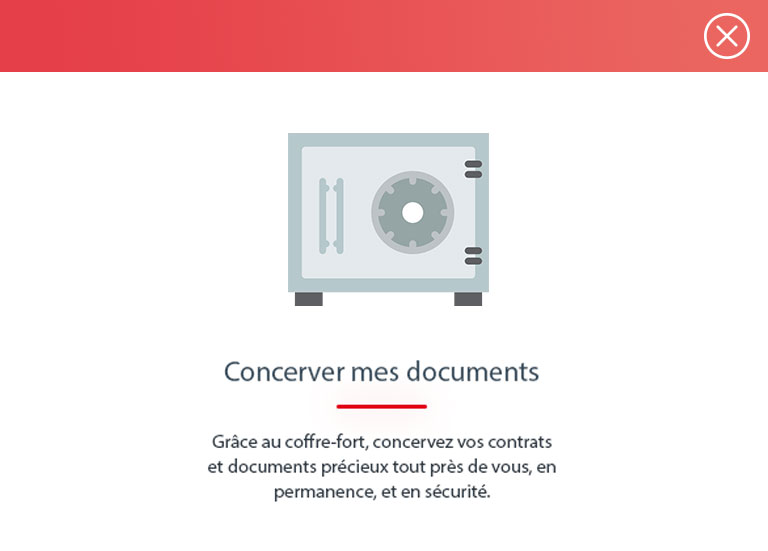 Concerver mes documents
Grâce au coffre-fort, concervez vos contrats
et documents précieux tout près de vous, en
permanence, et en sécurité.